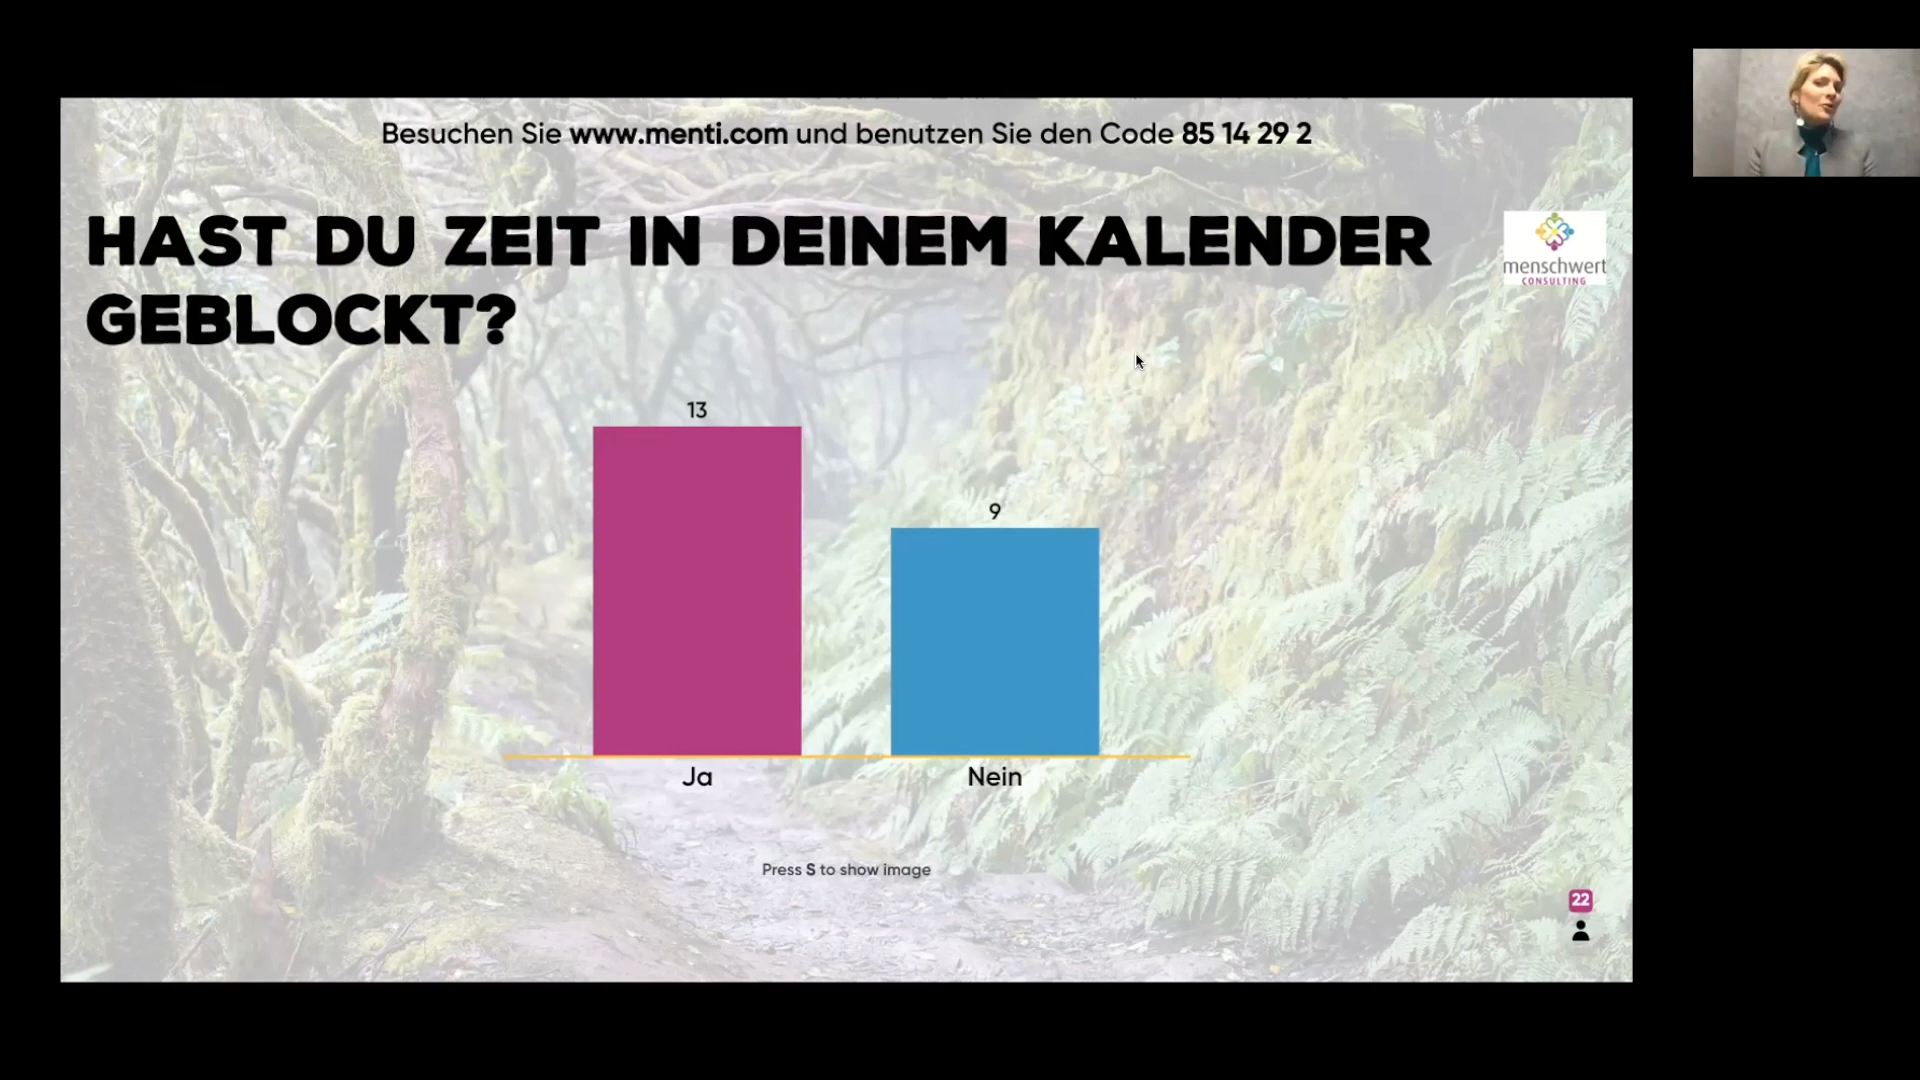 Besuchen Sie www.menti.com und benutzen Sie den Code 85 14 29 2
HAST DU ZEIT IN DEINEM KALENDER
GEBLOCKT?
menschwert
CONSULTING
13
9
Ja
Nein
Press S to show image
22